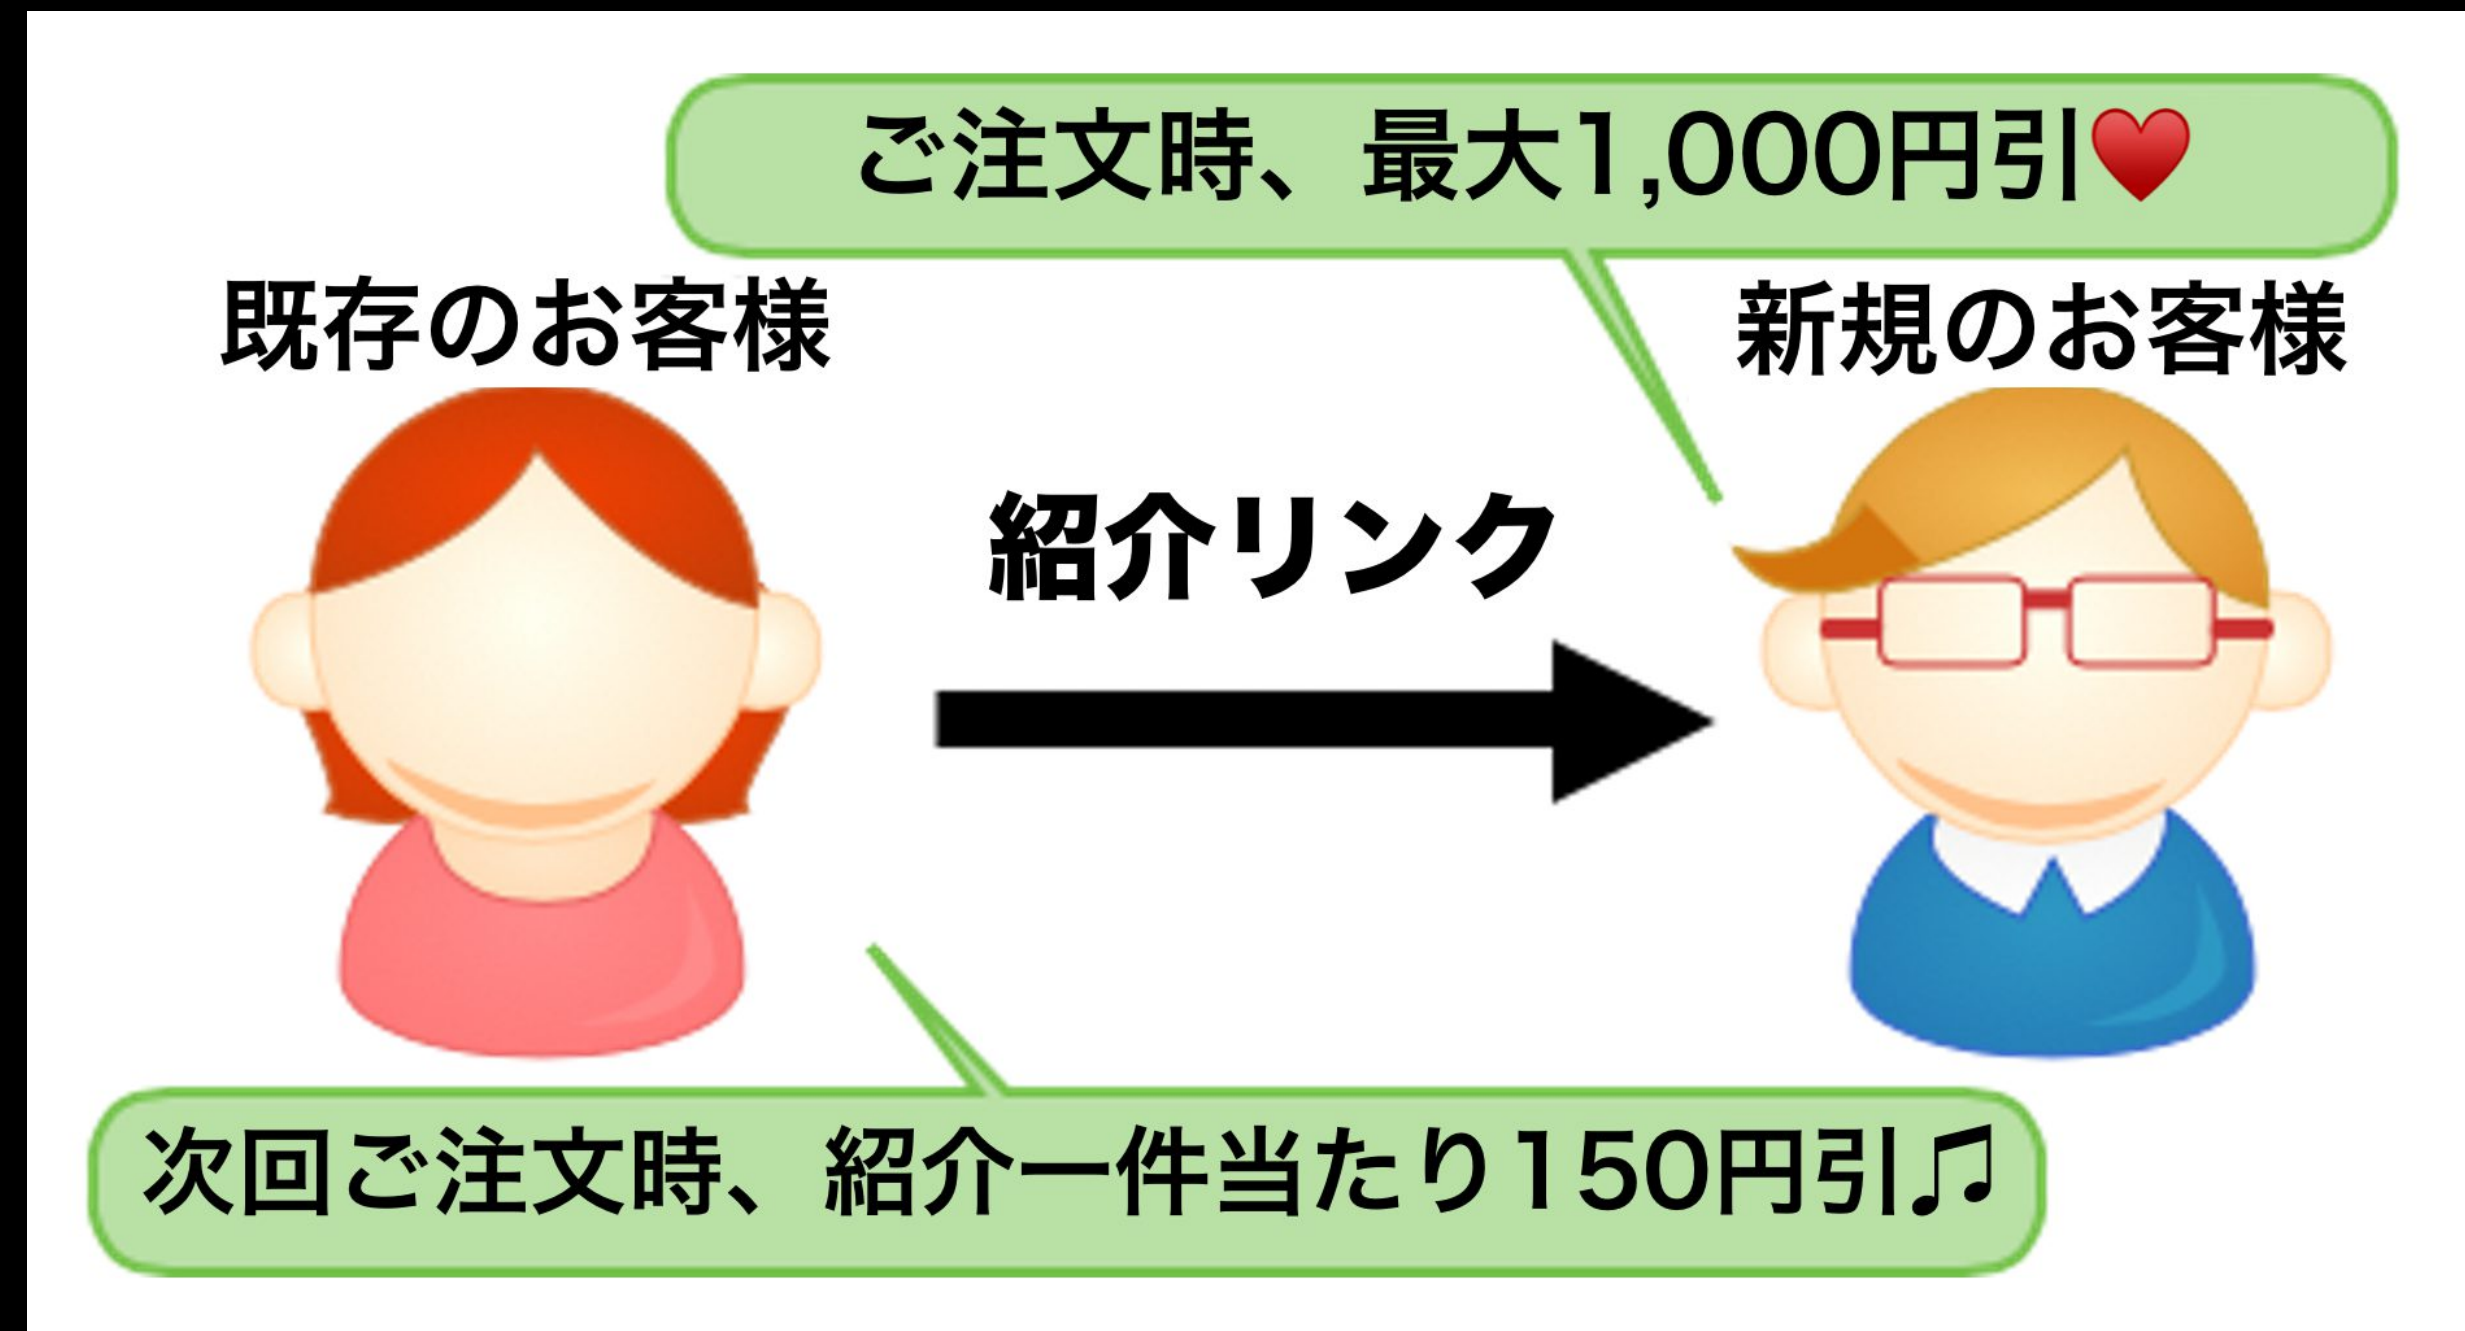 ご注文時、最大1,000円引♥
既存のお客様
新規のお客様
紹介リンク
次回ご注文時、紹介一件当たり150円引♫